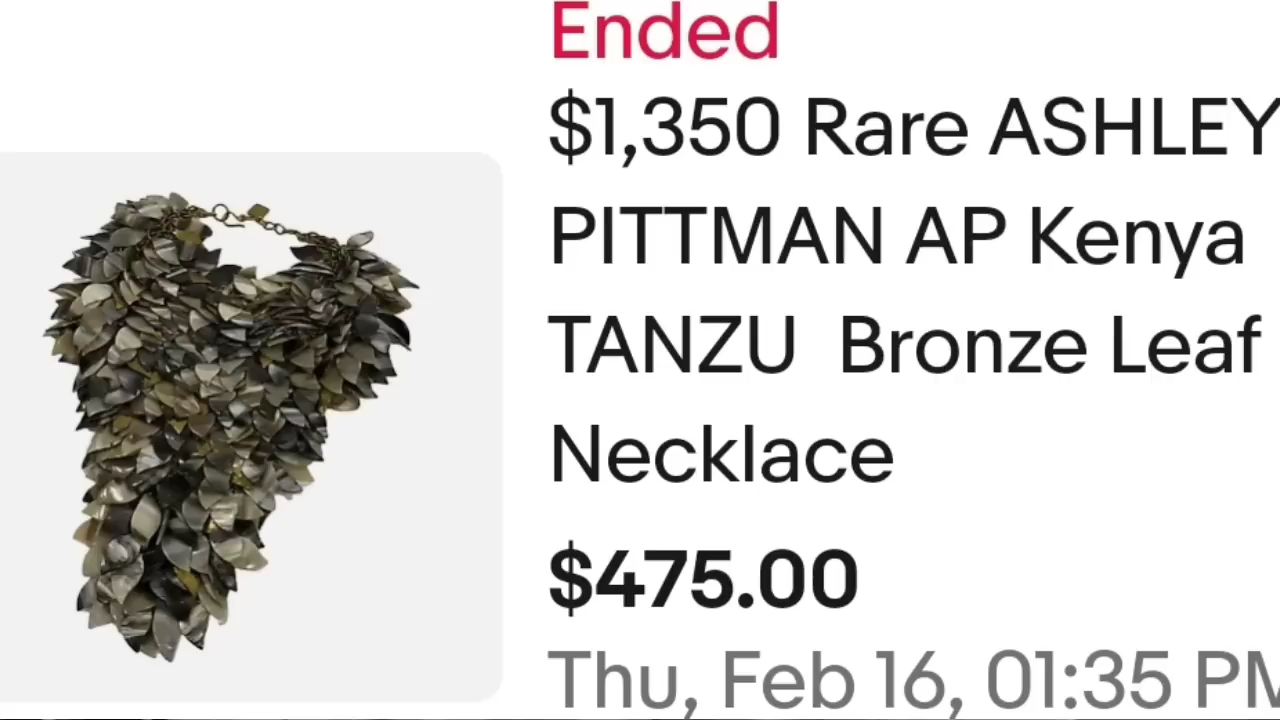 Ended
$1,350 Rare ASHLEY
PITTMAN AP Kenya
TANZU Bronze Leaf
Necklace
$475.00
Thu, Feb 16, 01:35 PM